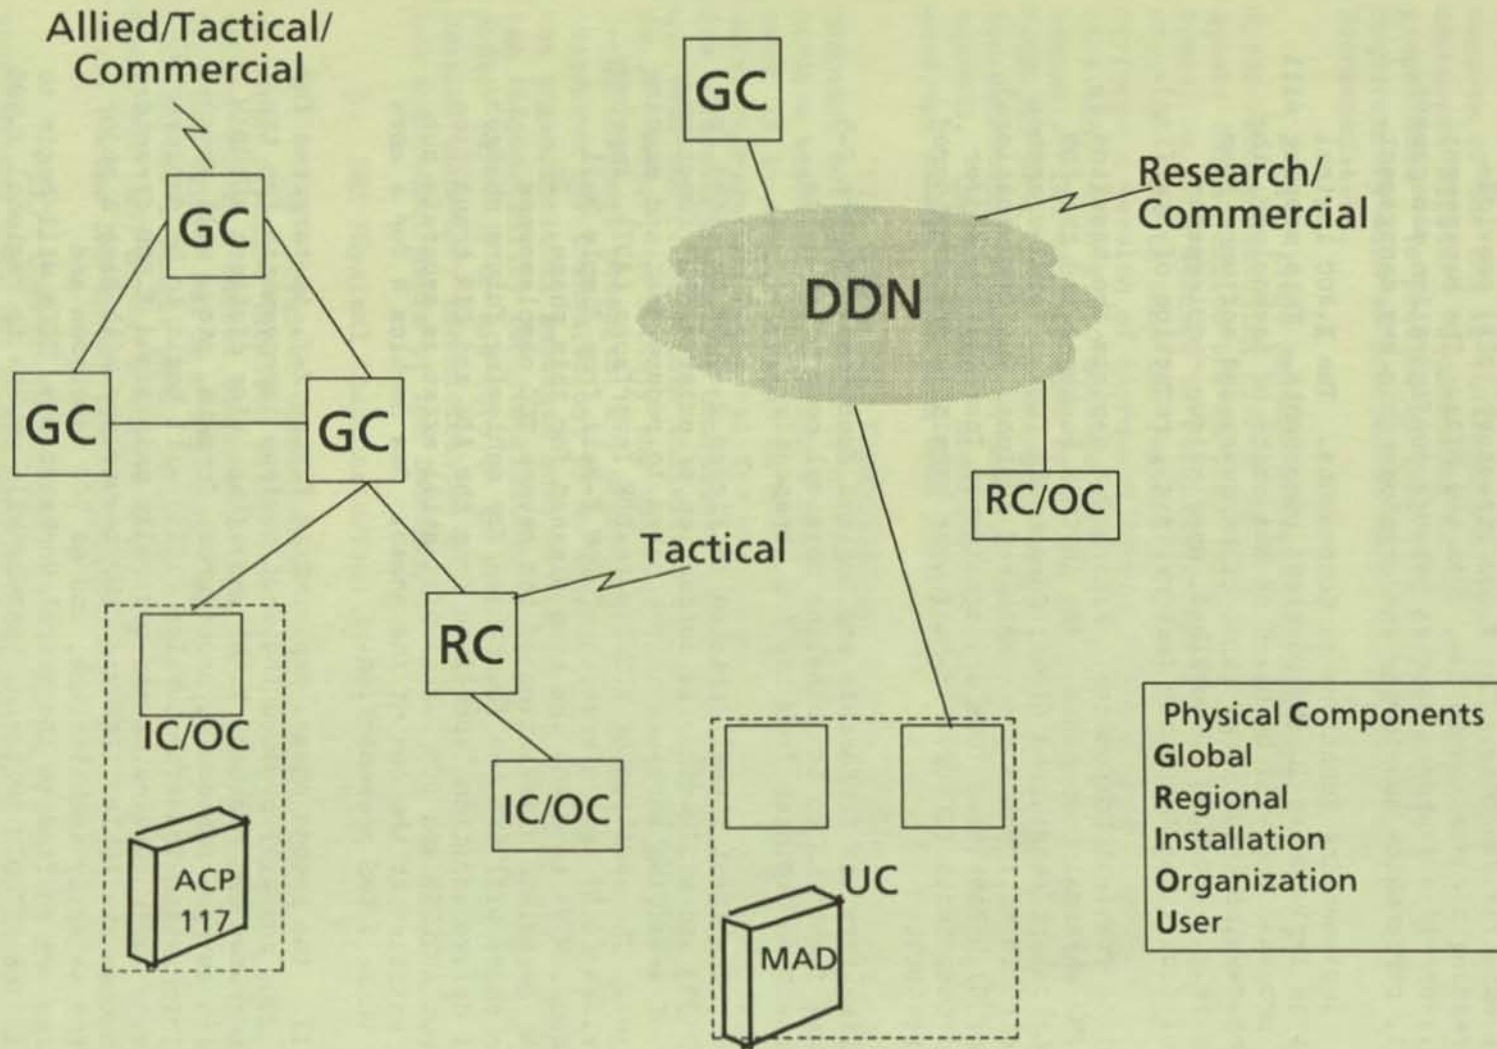 Allied/Tactical/
Commercial
GC
GC
Research/
Commercial
DDN
GC
GC
RC/OC
Tactical
RC
IC/OC
IC/OC
ACP
117
UC
MAD
Physical Components
Global
Regional
Installation
Organization
User